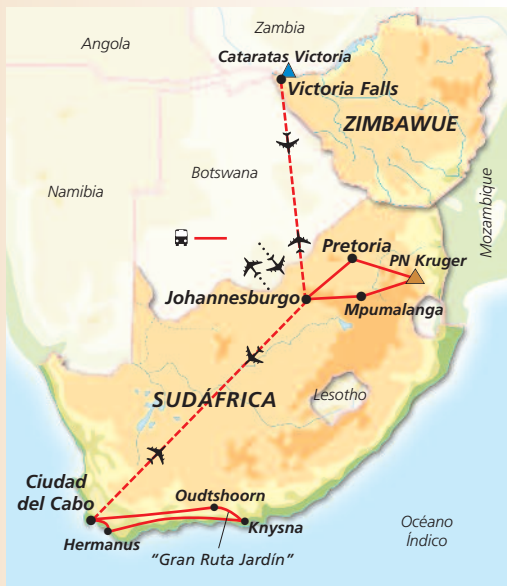 Zambia
Angola
Cataratas Victoria
Victoria Falls
ZIMBAWUE
Botswana
Namibia
Mozambique
Pretoria
PN Kruger
Johannesburgo
Mpumalanga
SUDÁFRICA
Lesotho
Ciudad
del Cabo
Oudtshoorn
Knysna
Hermanus
"Gran Ruta Jardín"
Océano
Índico